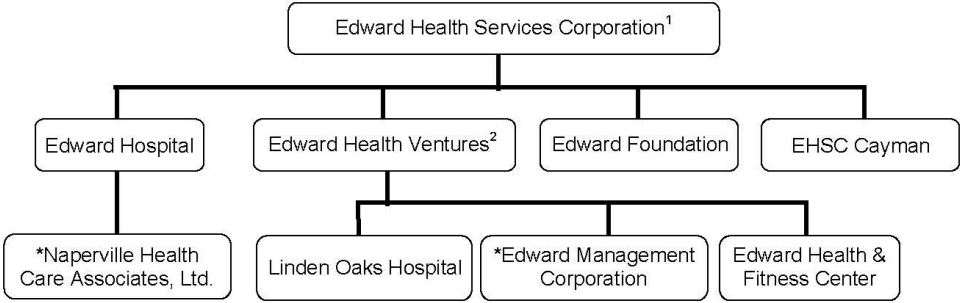 Edward Health Services Corporation¹
Edward Hospital
Edward Health Ventures²
Edward Foundation
EHSC Cayman
*Naperville Health
Care Associates, Ltd.
Linden Oaks Hospital
*Edward Management
Corporation
Edward Health &
Fitness Center